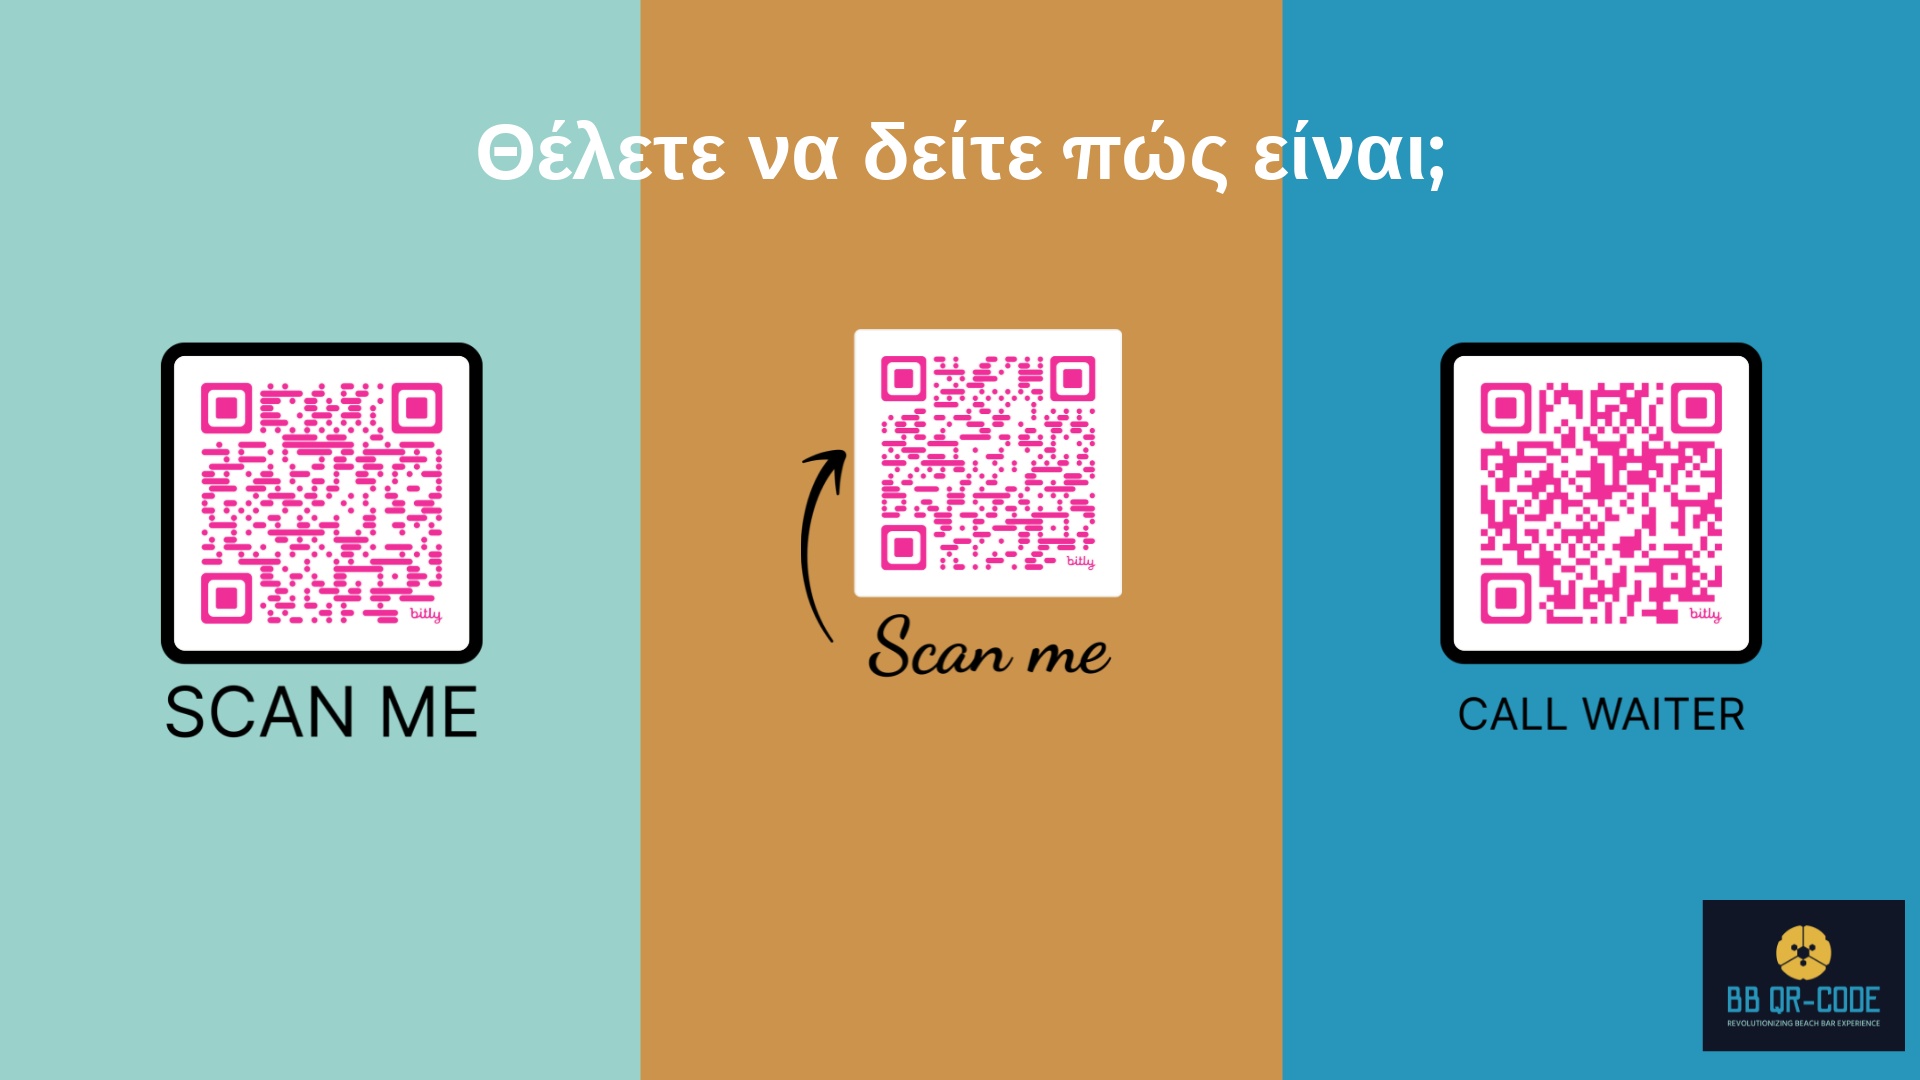 Θέλετε να δείτε πώς είναι;
bitly
SCAN ME
bitly
Scan me
bitly
CALL WAITER
BB QR-CODE
REVOLUTIONIZING BEACH BAR EXPERIENCE